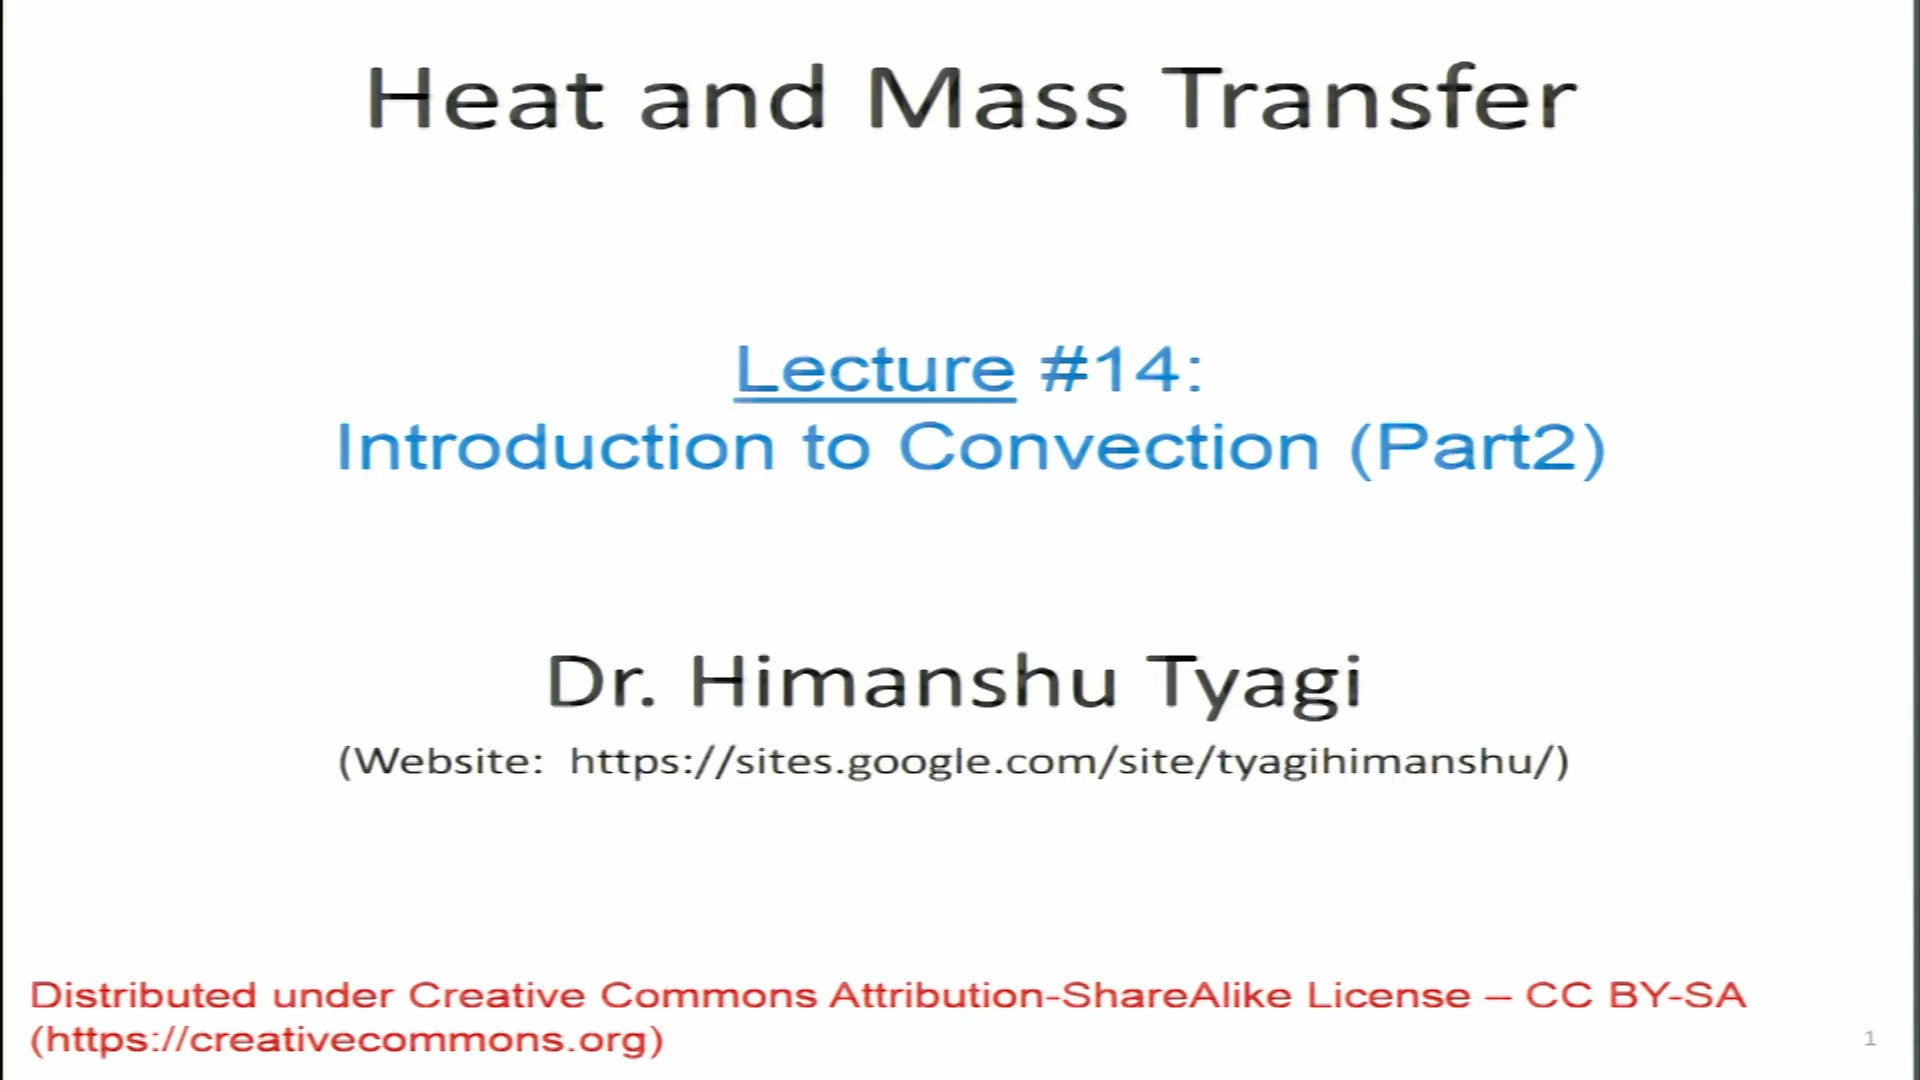 Heat and Mass Transfer
Lecture #14:
Introduction to Convection (Part2)
Dr. Himanshu Tyagi
(Website:  https://sites.google.com/site/tyagihimanshu/)
Distributed under Creative Commons Attribution-ShareAlike License – CC BY-SA
(https://creativecommons.org)
1